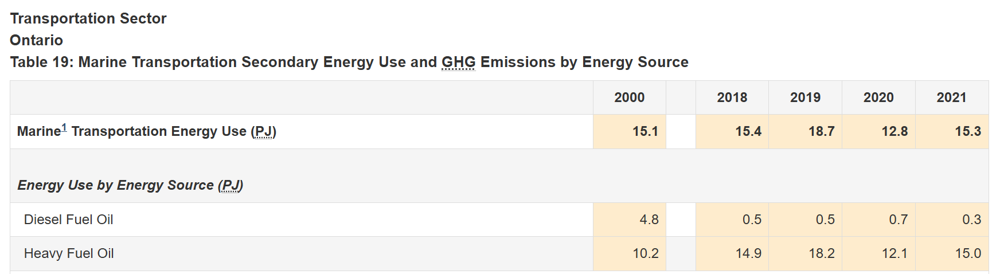 Transportation Sector
Ontario
Table 19: Marine Transportation Secondary Energy Use and GHG Emissions by Energy Source
2000 2018 2019 2020 2021
Marine1 Transportation Energy Use (PJ) 15.1 15.4 18.7 12.8 15.3
Energy Use by Energy Source (PJ)
Diesel Fuel Oil 4.8 0.5 0.5 0.7 0.3
Heavy Fuel Oil 10.2 14.9 18.2 12.1 15.0